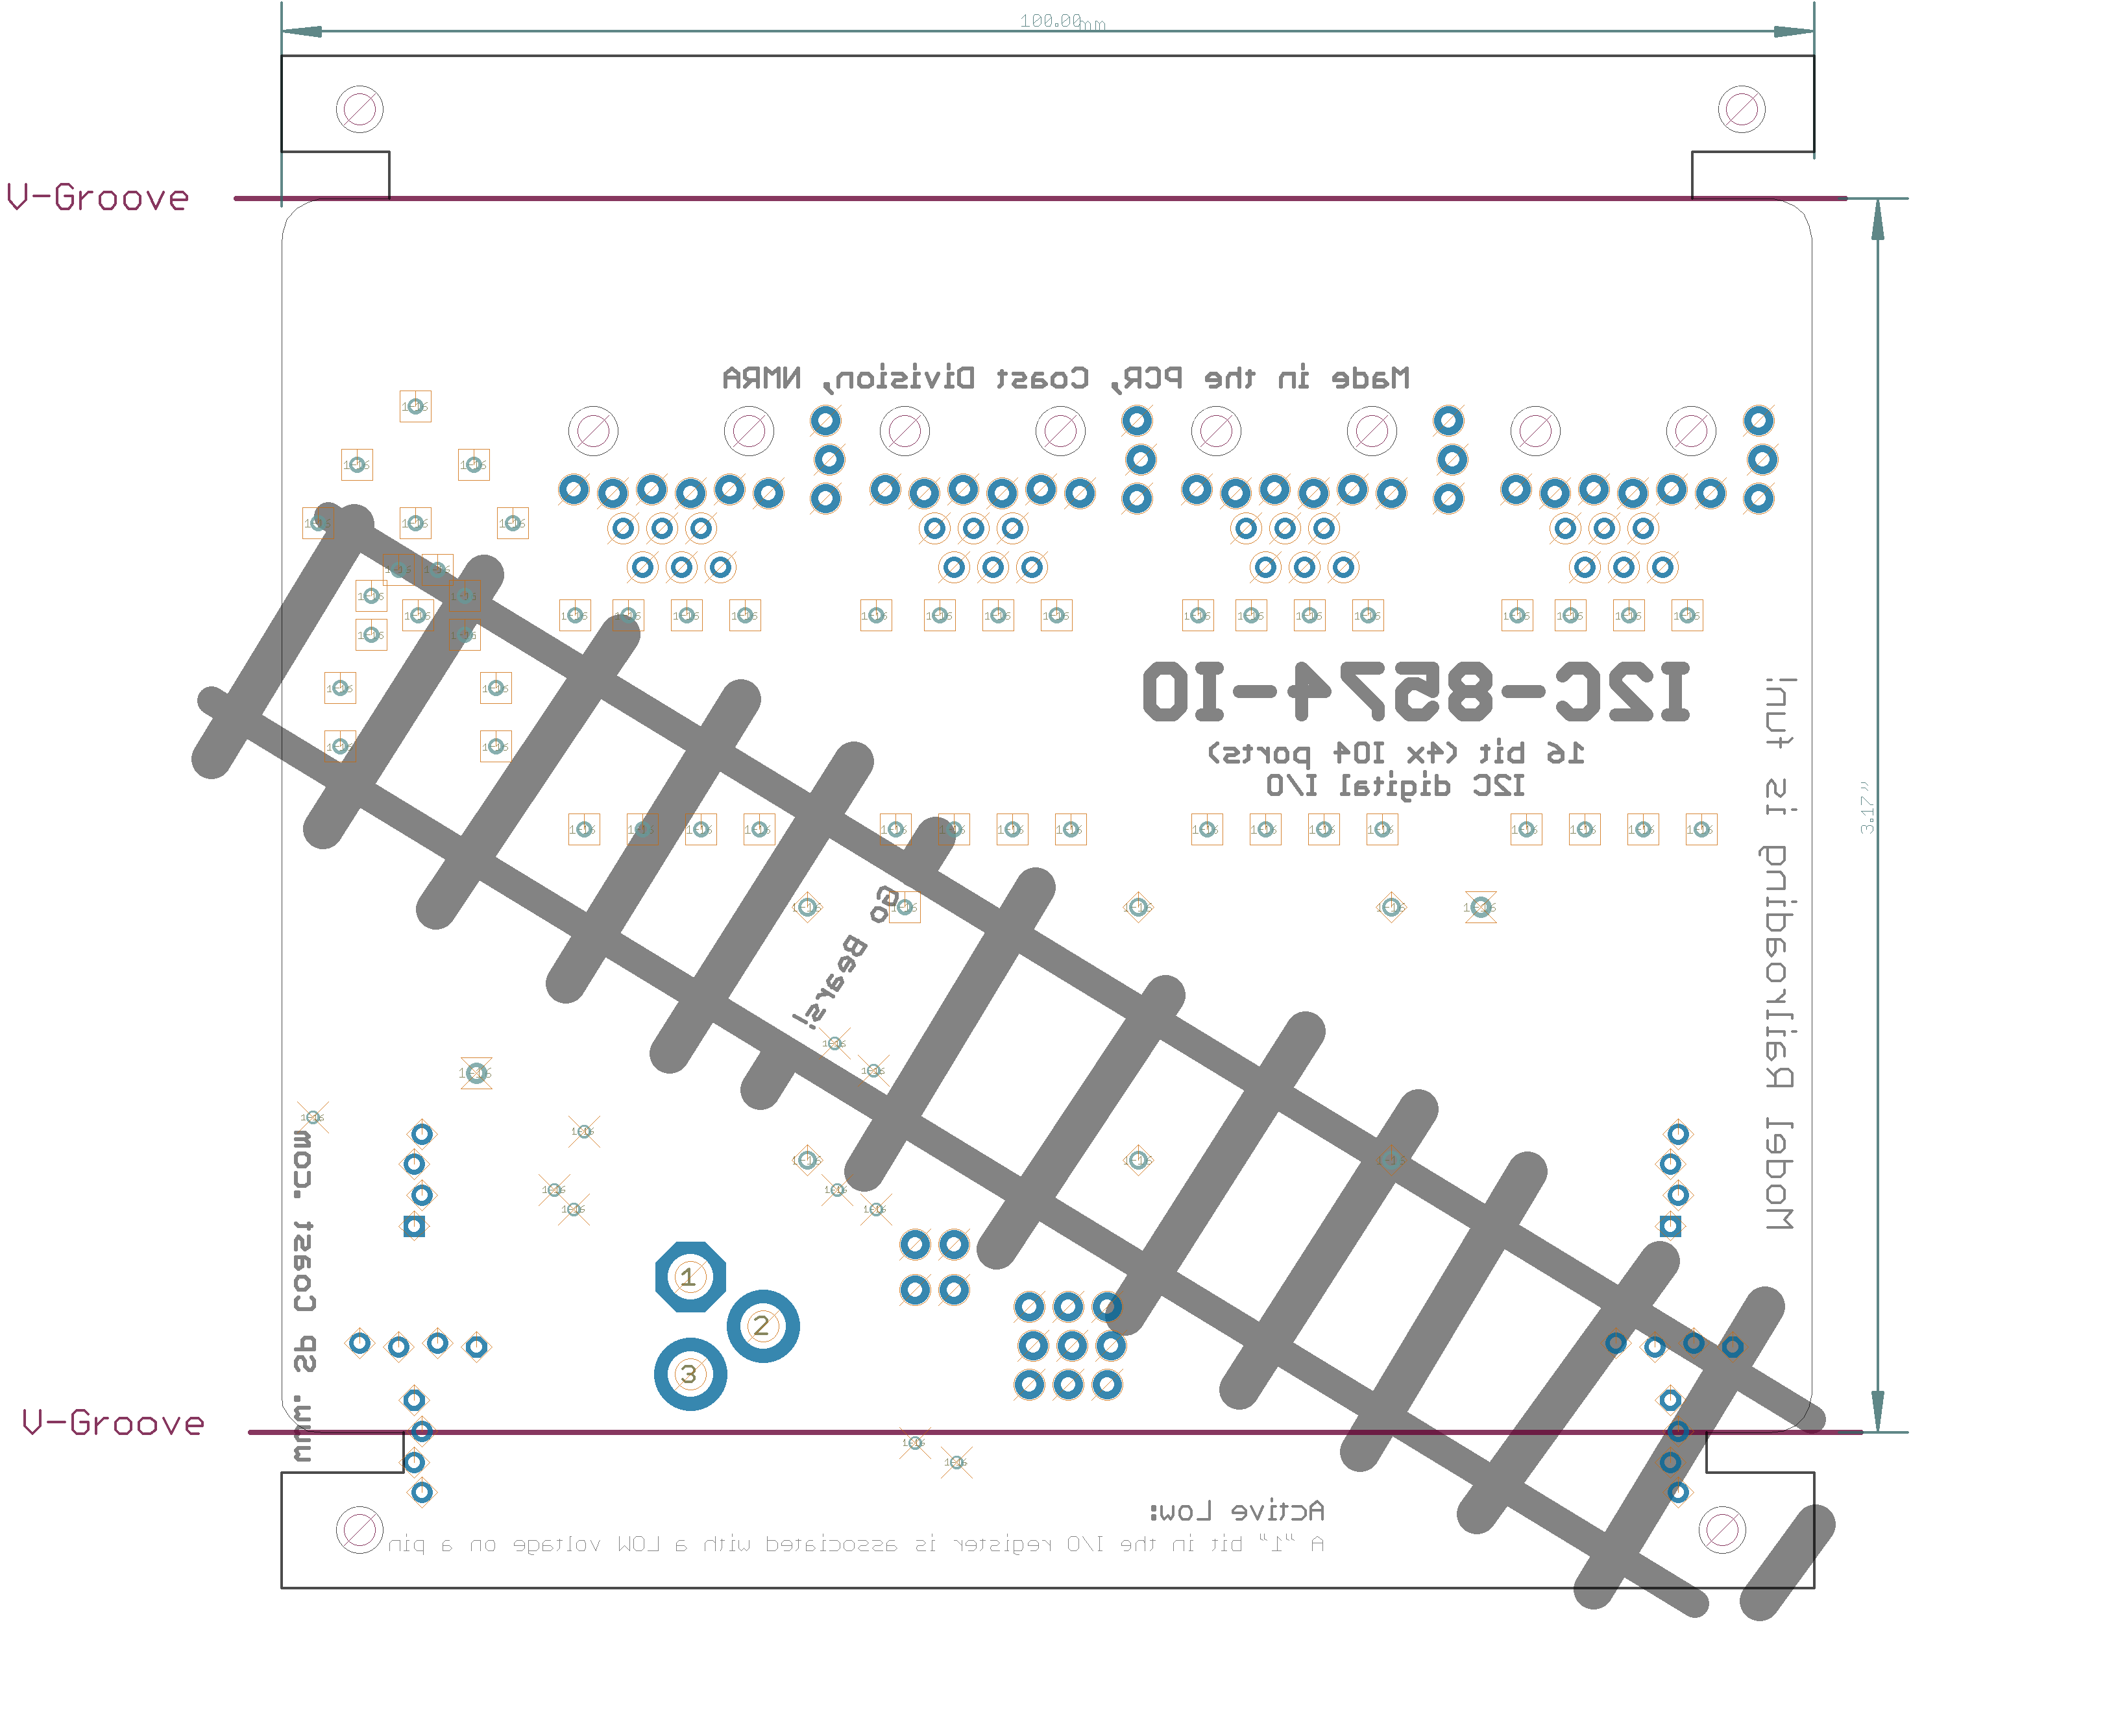 100.00mm
V-Groove
Made in the PCR, Coast Division, NMRA
I2C-8574-IO
16 bit (4x IO4 ports)
I2C digital I/O
Model Railroading is fun!
3.17"
Go Bears!
www. Sp Coast .com
1
2
3
V-Groove
Active Low:
A "1" bit in the I/O register is associated with a LOW voltage on a pin